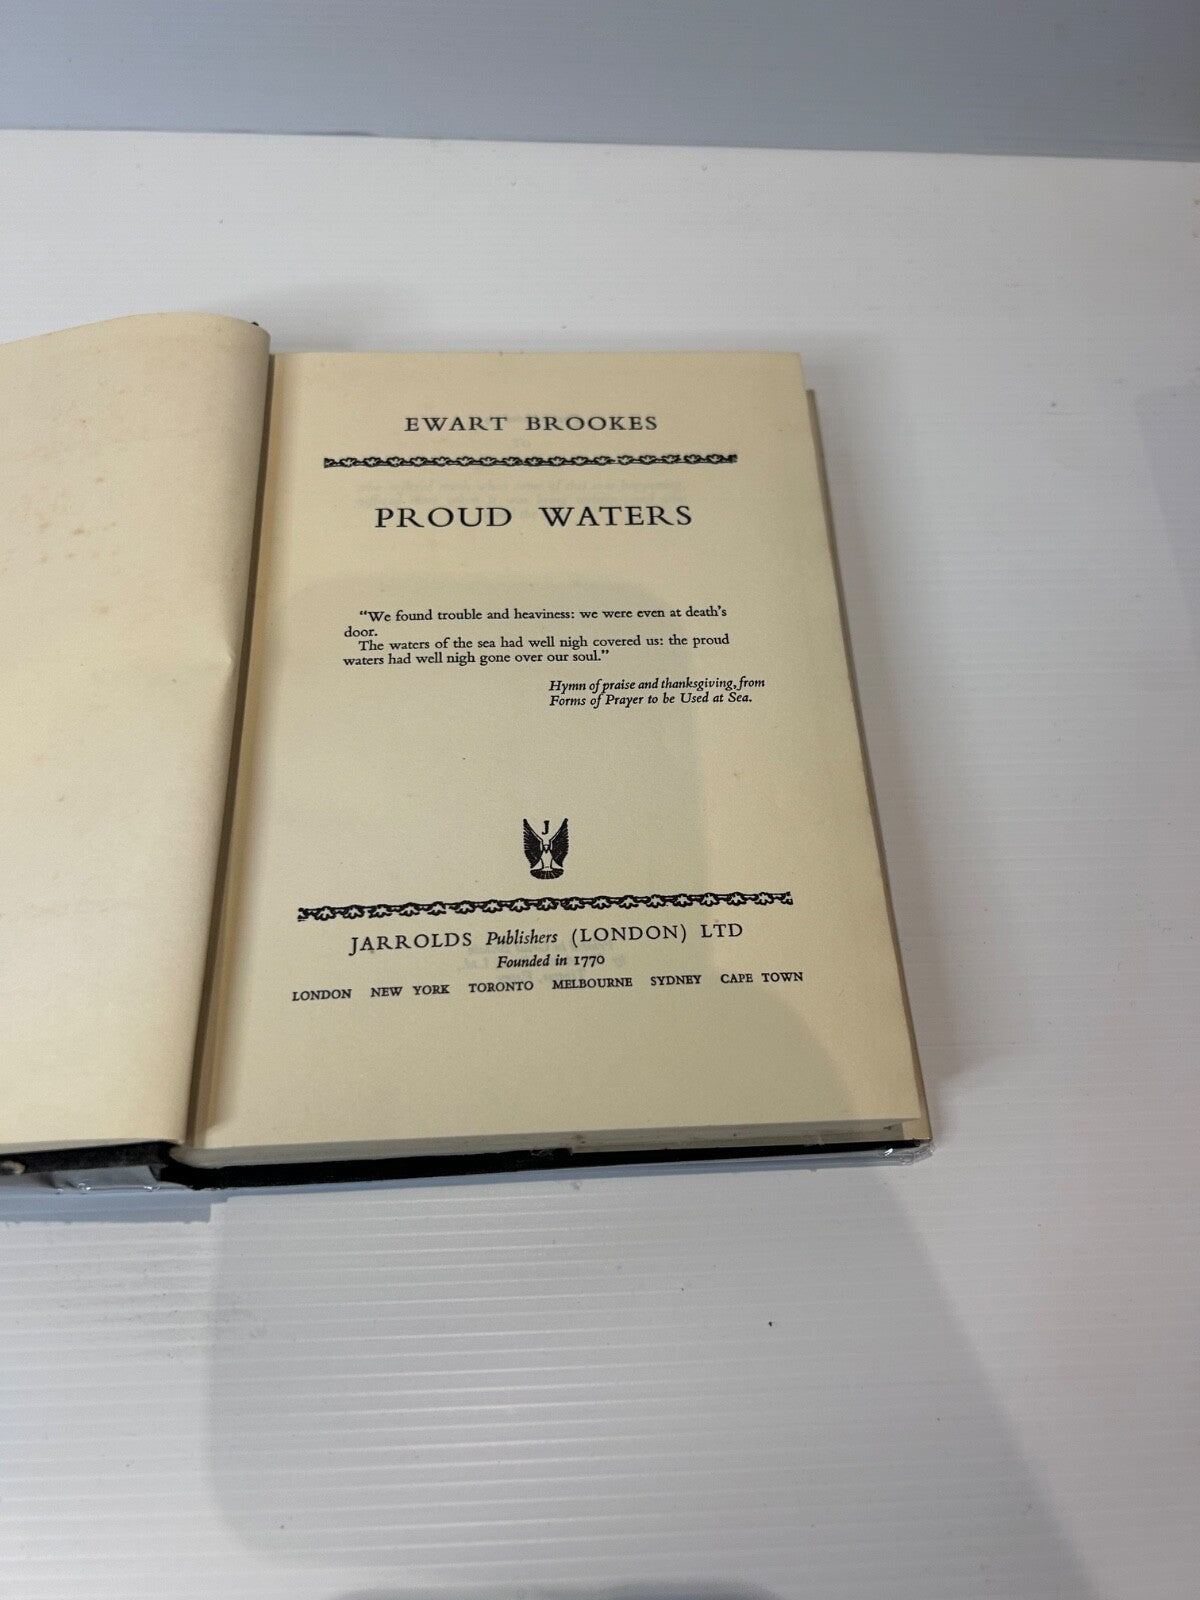 EWART BROOKES
PROUD WATERS
"We found trouble and heaviness: we were even at death's
door.
The waters of the sea had well nigh covered us: the proud
waters had well nigh gone over our soul."
Hymn of praise and thanksgiving, from
Forms of Prayer to be Used at Sea.
J
JARROLDS Publishers (LONDON) LTD
Founded in 1770
LONDON NEW YORK TORONTO MELBOURNE SYDNEY CAPE TOWN